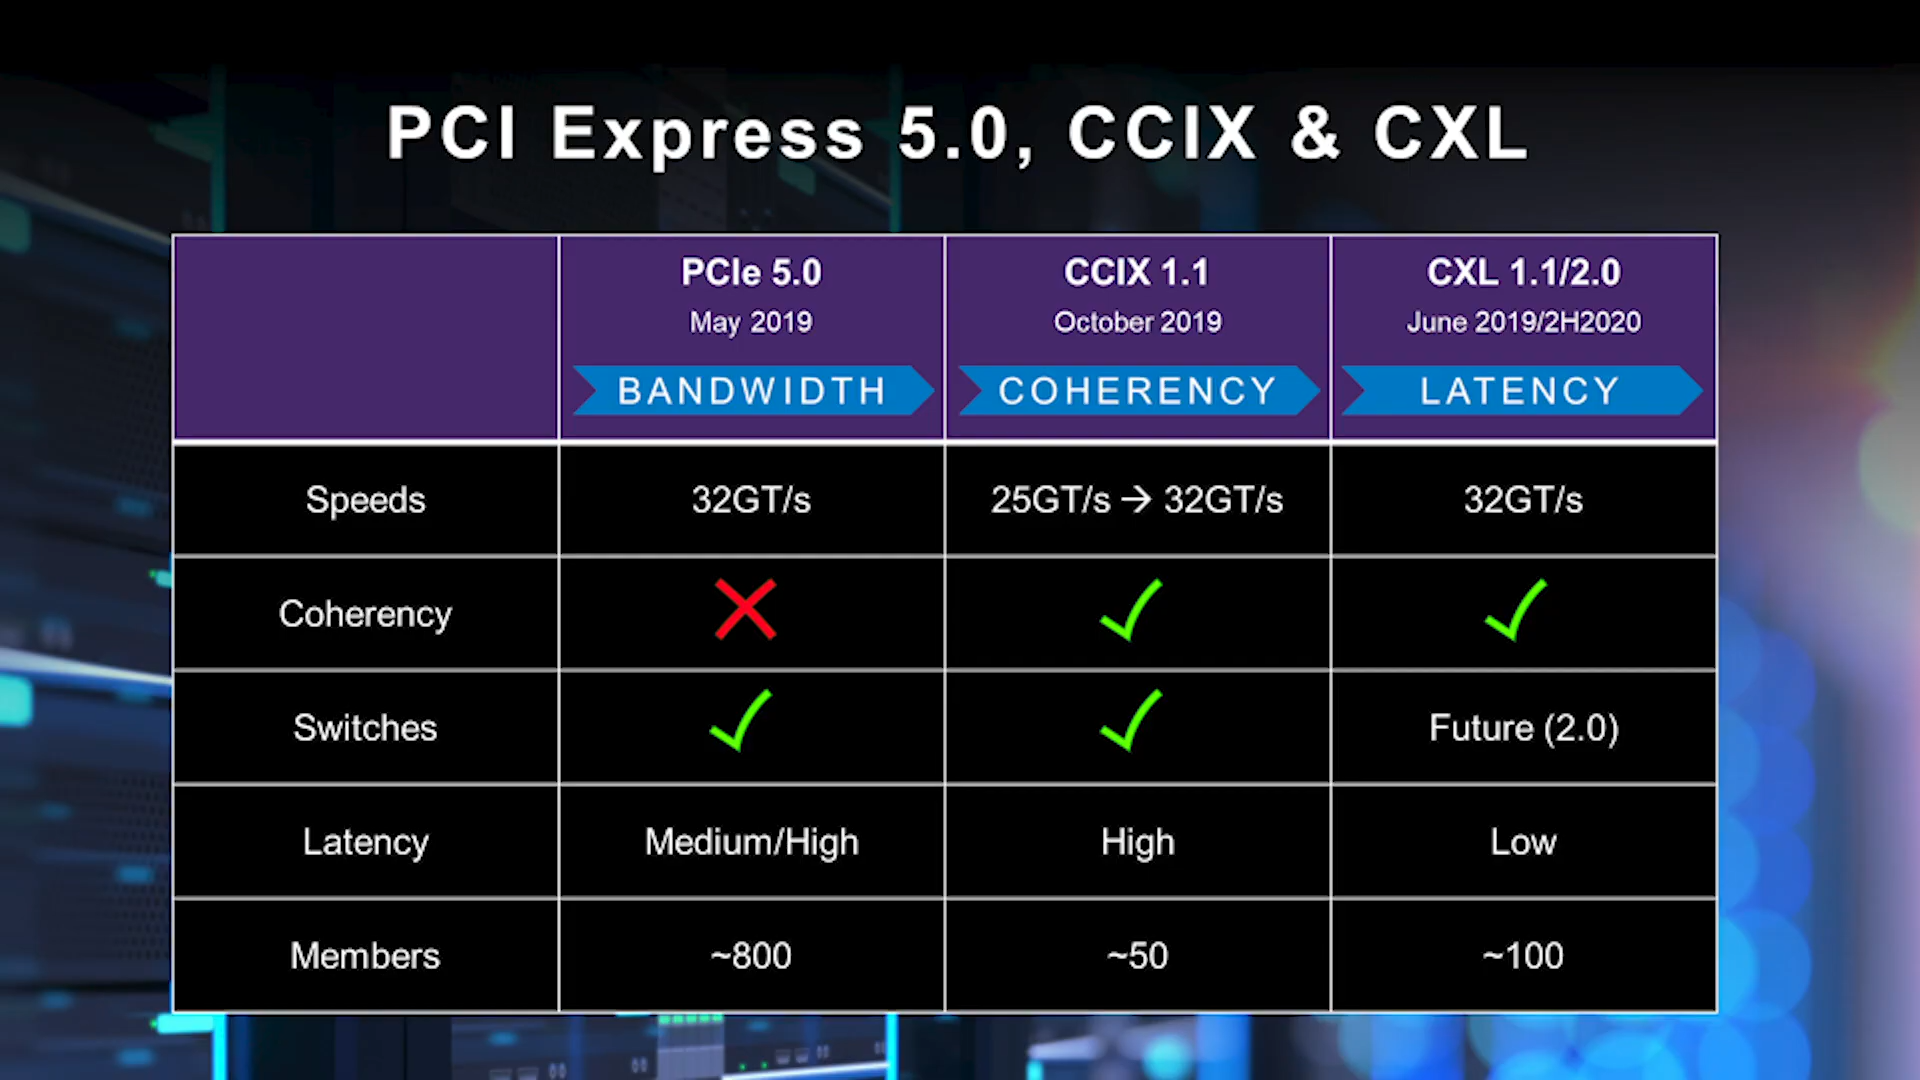 PCI Express 5.0, CCIX & CXL
PCIe 5.0
May 2019
BANDWIDTH
CCIX 1.1
October 2019
COHERENCY
CXL 1.1/2.0
June 2019/2H2020
LATENCY
Speeds
32GT/s
25GT/s → 32GT/s
32GT/s
Coherency
Switches
Future (2.0)
Latency
Medium/High
High
Low
Members
~800
~50
~100